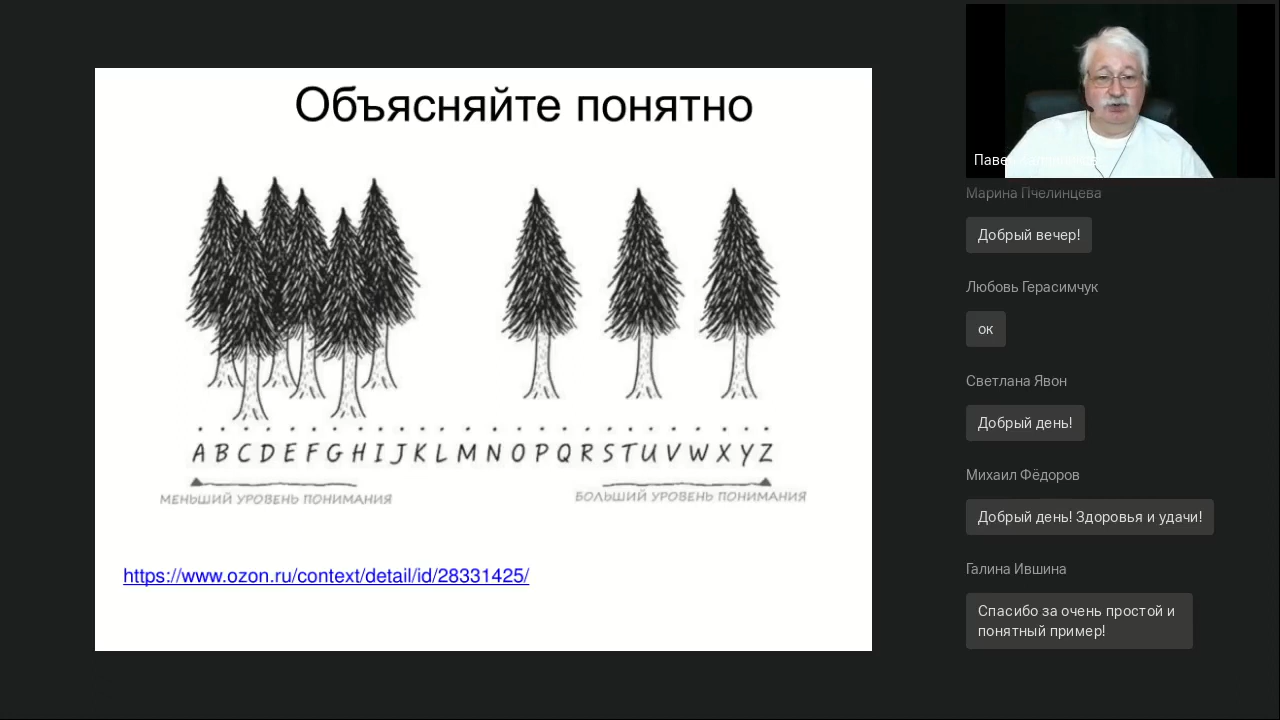 Объясняйте понятно
A B C D E F G H I J K L M N O P Q R S T U V W X Y Z
МЕНЬШИЙ УРОВЕНЬ ПОНИМАНИЯ
БОЛЬШИЙ УРОВЕНЬ ПОНИМАНИЯ
https://www.ozon.ru/context/detail/id/28331425/
Марина Пчелинцева
Добрый вечер!
Любовь Герасимчук
ок
Светлана Явон
Добрый день!
Михаил Фёдоров
Добрый день! Здоровья и удачи!
Галина Ившина
Спасибо за очень простой и
понятный пример!